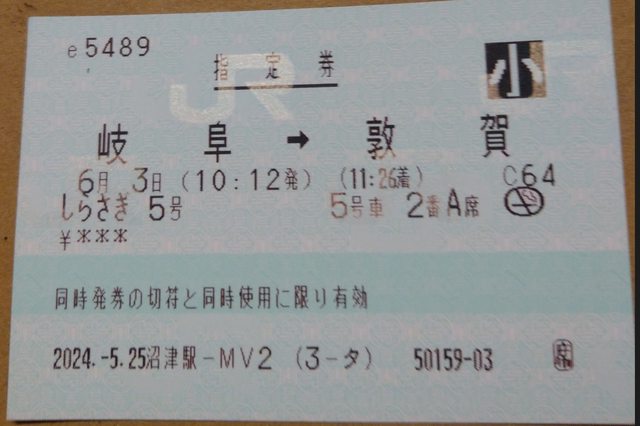 e5489
指定券
小
岐阜→敦賀
6月 3日 (10:12発) (11:26着) C64
しらさぎ 5号 5号車 2番A席
¥***
同時発券の切符と同時使用に限り有効
2024.-5.25沼津駅-MV2 (3-タ) 50159-03 席
JR